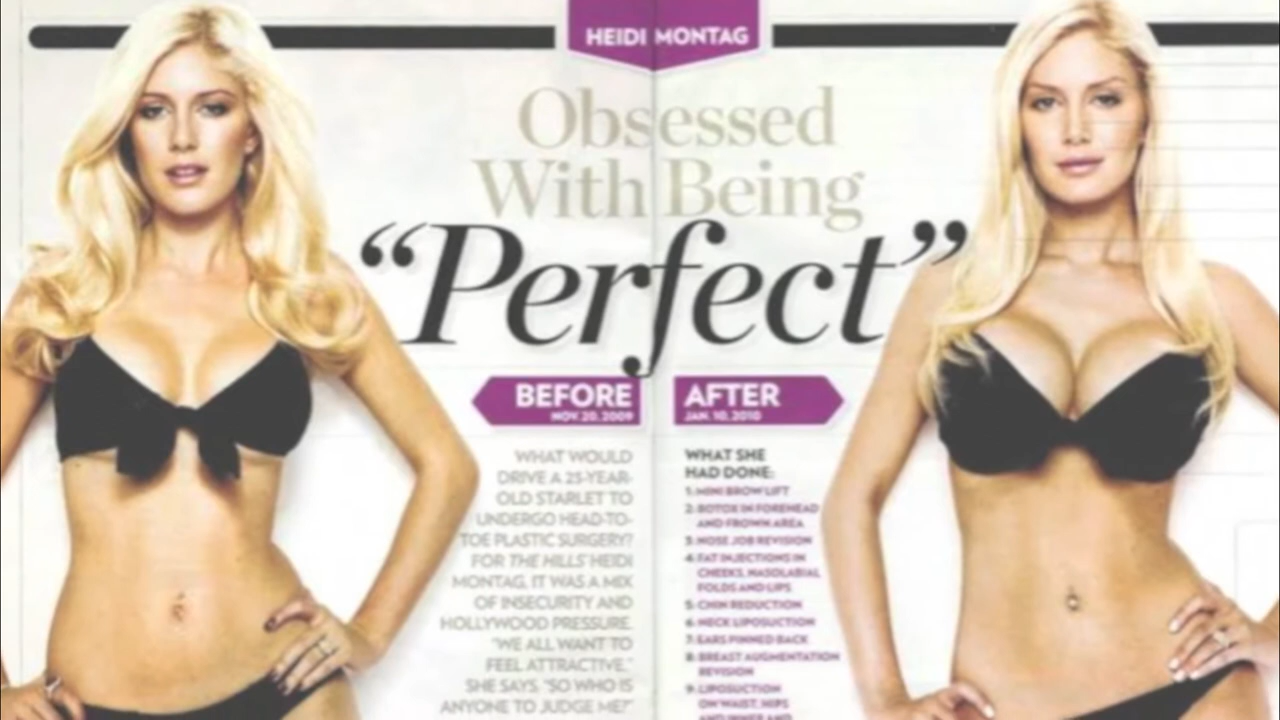 HEIDI MONTAG
Obsessed
With Being
“Perfect”
BEFORE
NOV. 20, 2009
WHAT WOULD
DRIVE A 23-YEAR-
OLD STARLET TO
UNDERGO HEAD-TO-
TOE PLASTIC SURGERY?
FOR THE HILLS' HEIDI
MONTAG, IT WAS A MIX
OF INSECURITY AND
HOLLYWOOD PRESSURE.
"WE ALL WANT TO
FEEL ATTRACTIVE,"
SHE SAYS. "SO WHO IS
ANYONE TO JUDGE ME?"
AFTER
JAN. 10, 2010
WHAT SHE
HAD DONE:
1: MINI BROW LIFT
2: BOTOX IN FOREHEAD
AND FROWN AREA
3: NOSE JOB REVISION
4: FAT INJECTIONS IN
CHEEKS, NASOLABIAL
FOLDS AND LIPS
5: CHIN REDUCTION
6: NECK LIPOSUCTION
7: EARS PINNED BACK
8: BREAST AUGMENTATION
REVISION
9: LIPOSUCTION
ON WAIST, HIPS
AND INNER AND